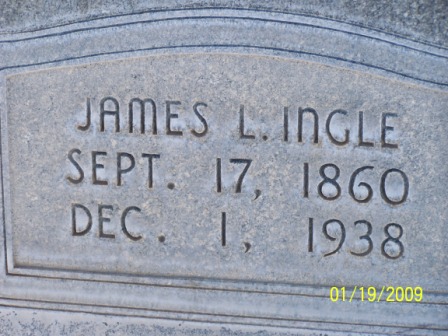 JAMES L. INGLE
SEPT. 17, 1860
DEC. 1, 1938
01/19/2009